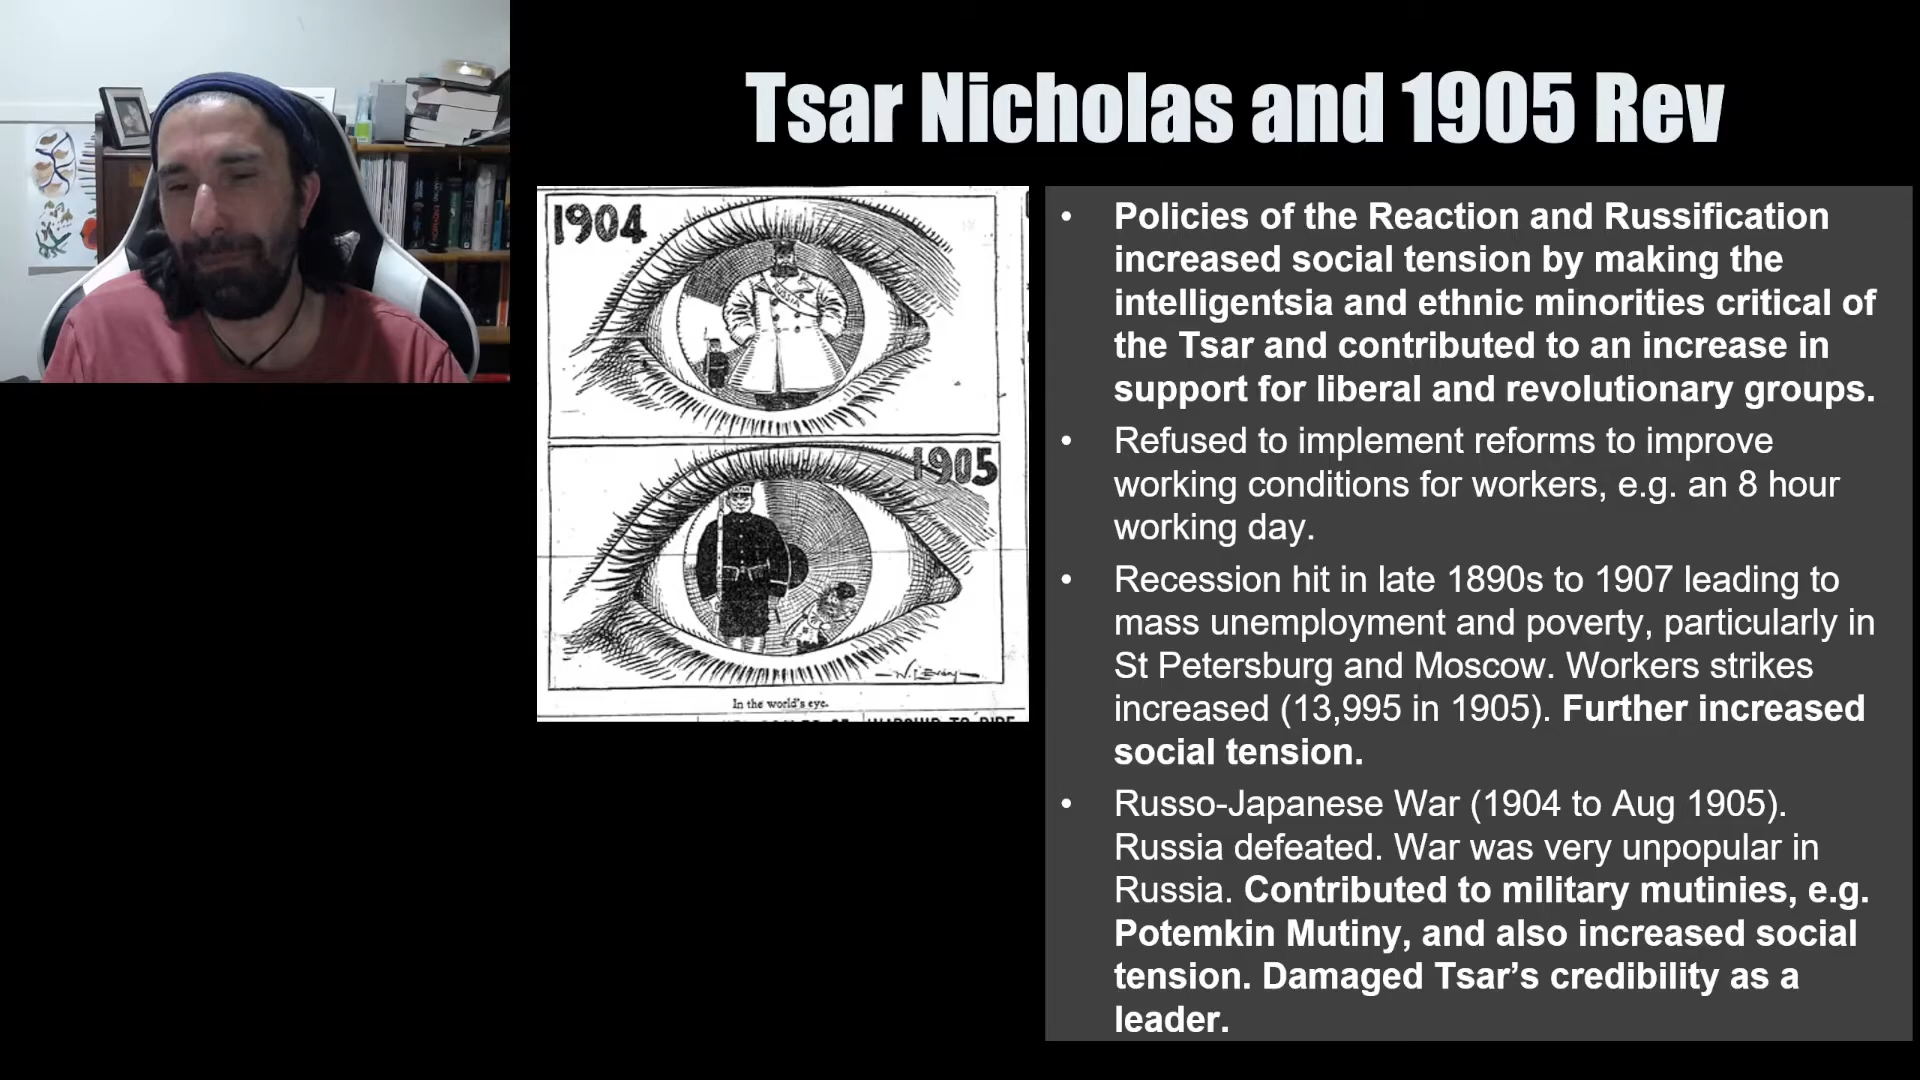 Tsar Nicholas and 1905 Rev
1904
RUSSIA
1905
In the world's eye.
• Policies of the Reaction and Russification
increased social tension by making the
intelligentsia and ethnic minorities critical of
the Tsar and contributed to an increase in
support for liberal and revolutionary groups.
• Refused to implement reforms to improve
working conditions for workers, e.g. an 8 hour
working day.
• Recession hit in late 1890s to 1907 leading to
mass unemployment and poverty, particularly in
St Petersburg and Moscow. Workers strikes
increased (13,995 in 1905). Further increased
social tension.
• Russo-Japanese War (1904 to Aug 1905).
Russia defeated. War was very unpopular in
Russia. Contributed to military mutinies, e.g.
Potemkin Mutiny, and also increased social
tension. Damaged Tsar’s credibility as a
leader.